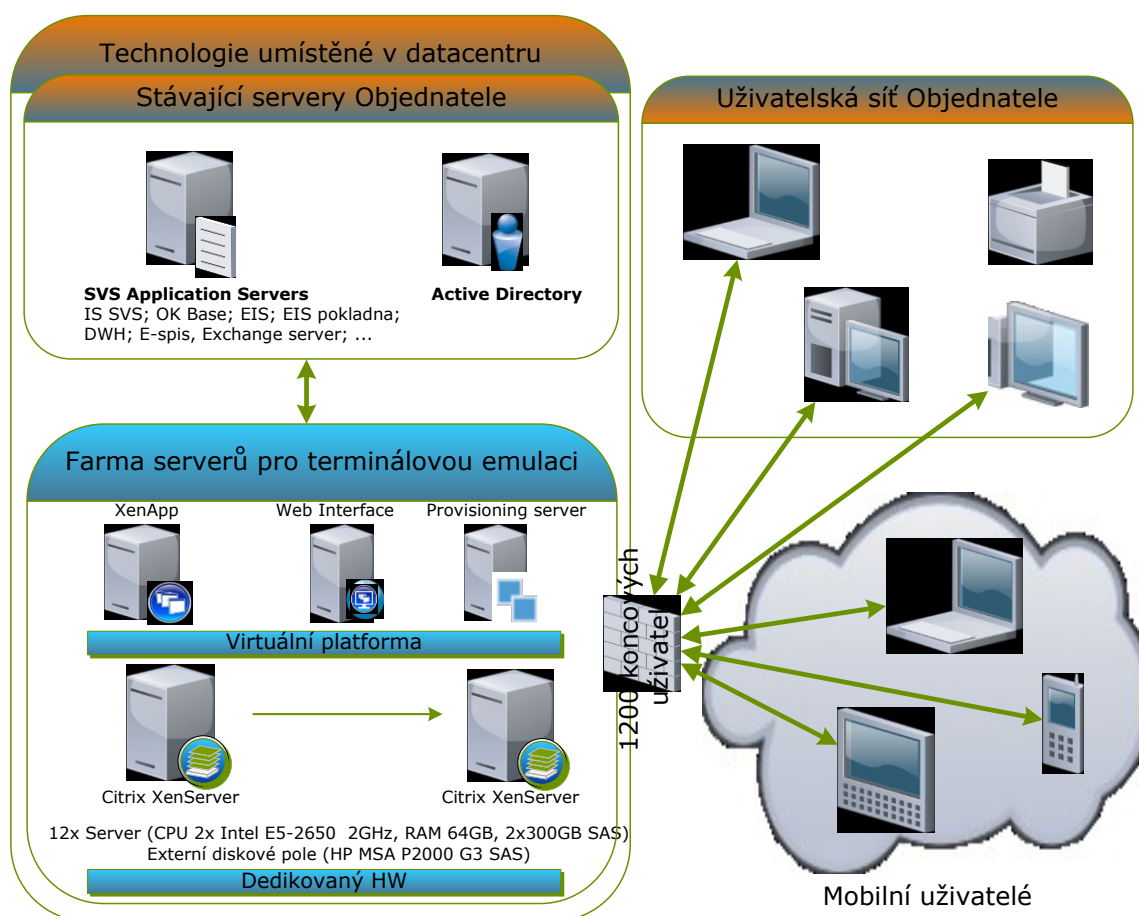 Technologie umístěné v datacentru
Stávající servery Objednatele
SVS Application Servers
IS SVS; OK Base; EIS; EIS pokladna;
DWH; E-spis, Exchange server; ...
Active Directory
Uživatelská síť Objednatele
Farma serverů pro terminálovou emulaci
XenApp
Web Interface
Provisioning server
Virtuální platforma
Citrix XenServer
Citrix XenServer
12x Server (CPU 2x Intel E5-2650 2GHz, RAM 64GB, 2x300GB SAS)
Externí diskové pole (HP MSA P2000 G3 SAS)
Dedikovaný HW
1200 koncových
uživatel
Mobilní uživatelé